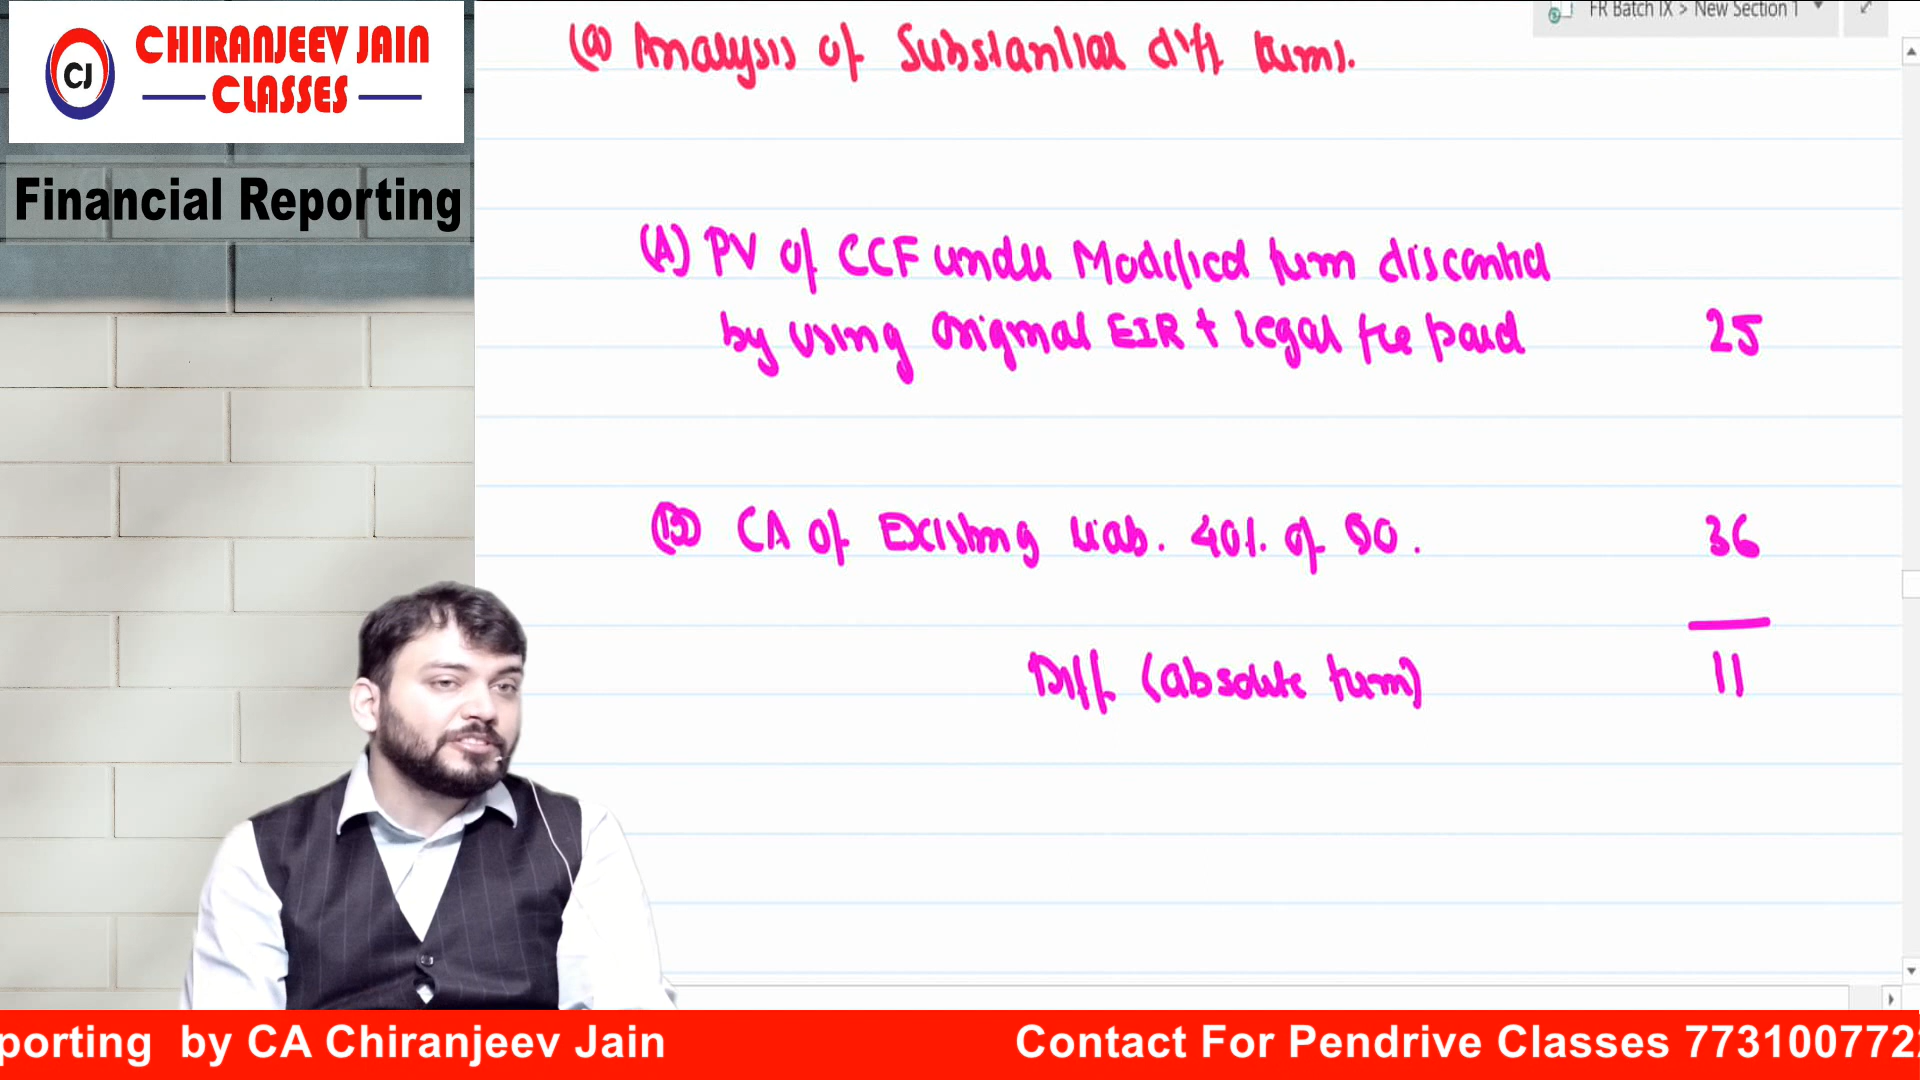 CHIRANJEEV JAIN
CLASSES
CJ
Financial Reporting
FR Batch IX > New Section 1
(a) Analysis of Substantial diff terms.
(A) PV of CCF under Modified term discounted
by using original EIR + legal fee paid 25
(B) CA of Existing Liab. 40% of 90. 36
Diff. (absolute term) 11
porting by CA Chiranjeev Jain
Contact For Pendrive Classes 773100772